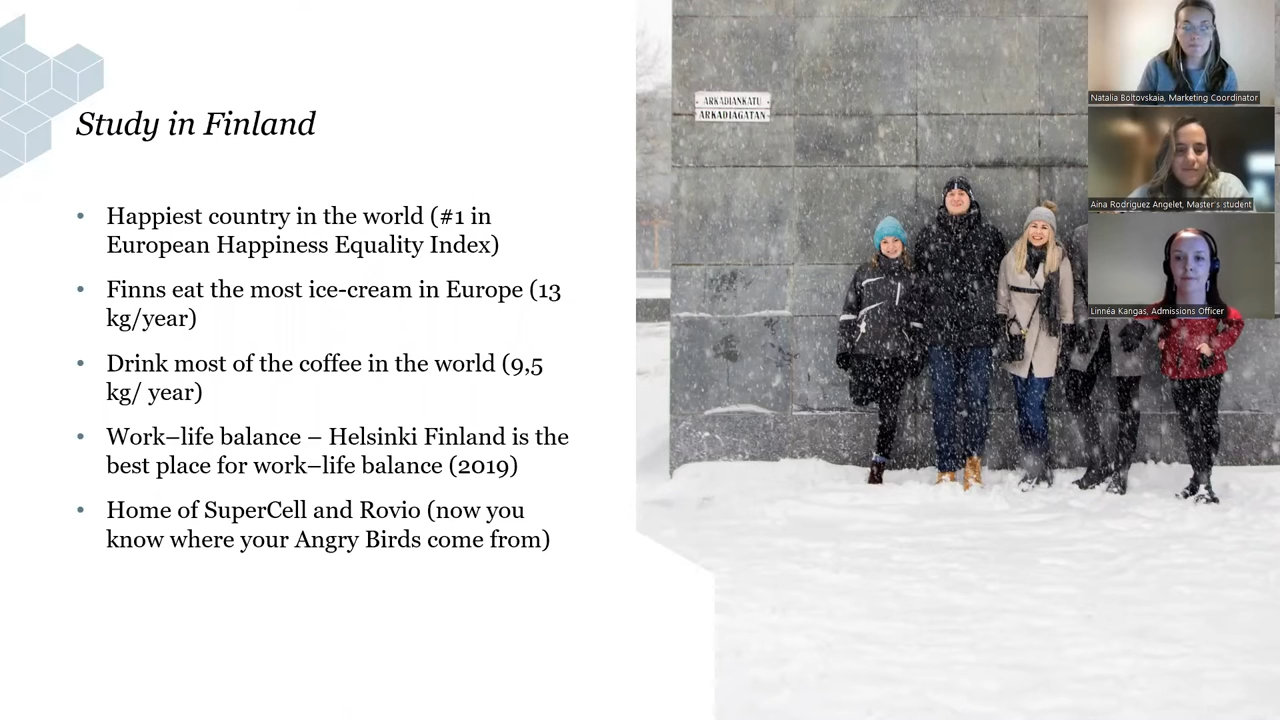 Study in Finland
• Happiest country in the world (#1 in
European Happiness Equality Index)
• Finns eat the most ice-cream in Europe (13
kg/year)
• Drink most of the coffee in the world (9,5
kg/ year)
• Work–life balance – Helsinki Finland is the
best place for work–life balance (2019)
• Home of SuperCell and Rovio (now you
know where your Angry Birds come from)
ARKADIANKATU
ARKADIAGATAN
Natalia Boltovskaia, Marketing Coordinator
Aina Rodriguez Angelet, Master's student
Linnéa Kangas, Admissions Officer